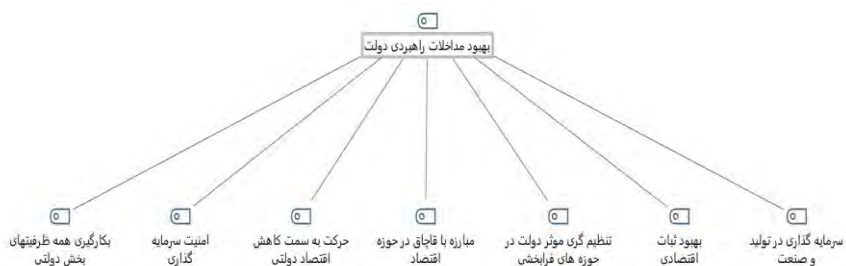 بهبود مداخلات راهبردی دولت
سرمایه گذاری در تولید
و صنعت
بهبود ثبات
اقتصادی
تنظیم گری موثر دولت در
حوزه های فرابخشی
مبارزه با قاچاق در حوزه
اقتصاد
حرکت به سمت کاهش
اقتصاد دولتی
امنیت سرمایه
گذاری
بکارگیری همه ظرفیتهای
بخش دولتی